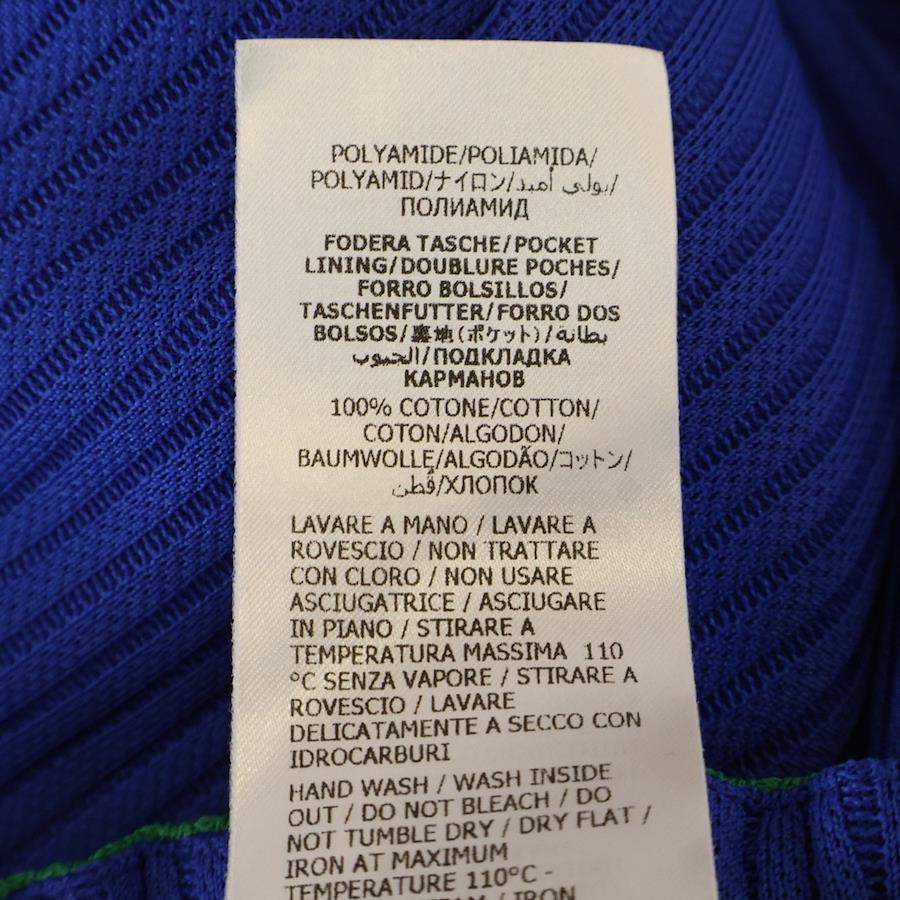 POLYAMIDE/POLIAMIDA/
POLYAMID/ナイロン/بولي أميد/
ПОЛИАМИД
FODERA TASCHE/POCKET
LINING/DOUBLURE POCHES/
FORRO BOLSILLOS/
TASCHENFUTTER/FORRO DOS
BOLSOS/裏地(ポケット)/بطانة
الجيوب/ПОДКЛАДКА
КАРМАНОВ
100% COTONE/COTTON/
COTON/ALGODON/
BAUMWOLLE/ALGODÃO/コットン/
قُطن/ХЛОПОК
LAVARE A MANO / LAVARE A
ROVESCIO / NON TRATTARE
CON CLORO / NON USARE
ASCIUGATRICE / ASCIUGARE
IN PIANO / STIRARE A
TEMPERATURA MASSIMA 110
°C SENZA VAPORE / STIRARE A
ROVESCIO / LAVARE
DELICATAMENTE A SECCO CON
IDROCARBURI
HAND WASH / WASH INSIDE
OUT / DO NOT BLEACH / DO
NOT TUMBLE DRY / DRY FLAT /
IRON AT MAXIMUM
TEMPERATURE 110°C -
/ IRON